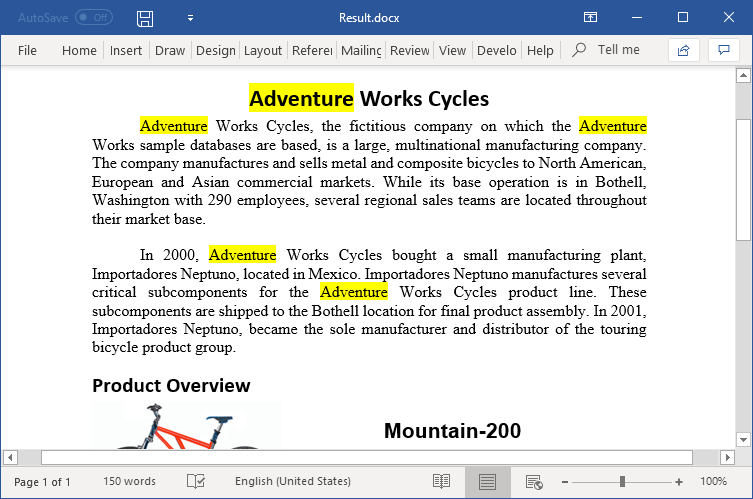 AutoSave Off Result.docx
File Home Insert Draw Design Layout Referei Mailing Review View Develo Help Tell me
Adventure Works Cycles
Adventure Works Cycles, the fictitious company on which the Adventure
Works sample databases are based, is a large, multinational manufacturing company.
The company manufactures and sells metal and composite bicycles to North American,
European and Asian commercial markets. While its base operation is in Bothell,
Washington with 290 employees, several regional sales teams are located throughout
their market base.
In 2000, Adventure Works Cycles bought a small manufacturing plant,
Importadores Neptuno, located in Mexico. Importadores Neptuno manufactures several
critical subcomponents for the Adventure Works Cycles product line. These
subcomponents are shipped to the Bothell location for final product assembly. In 2001,
Importadores Neptuno, became the sole manufacturer and distributor of the touring
bicycle product group.
Product Overview
Mountain-200
Page 1 of 1 150 words English (United States) 100%